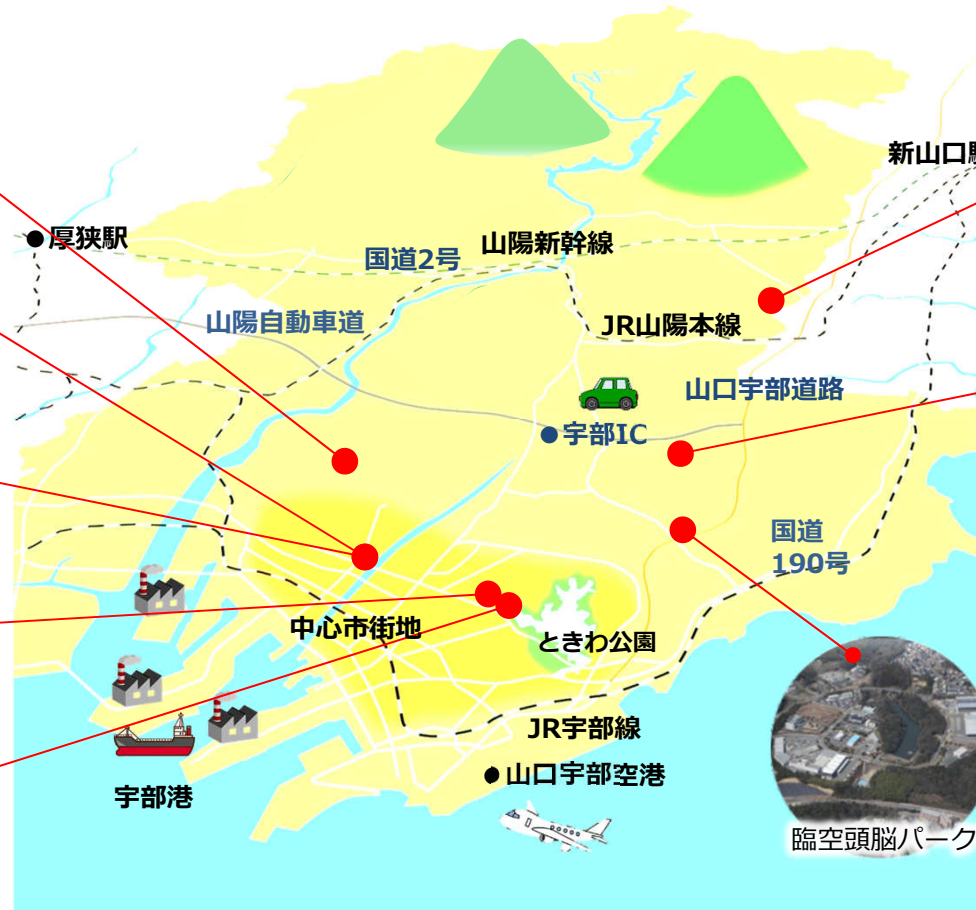 新山口駅
厚狭駅
山陽新幹線
国道2号
山陽自動車道
JR山陽本線
山口宇部道路
宇部IC
国道
190号
中心市街地
ときわ公園
JR宇部線
山口宇部空港
宇部港
臨空頭脳パーク